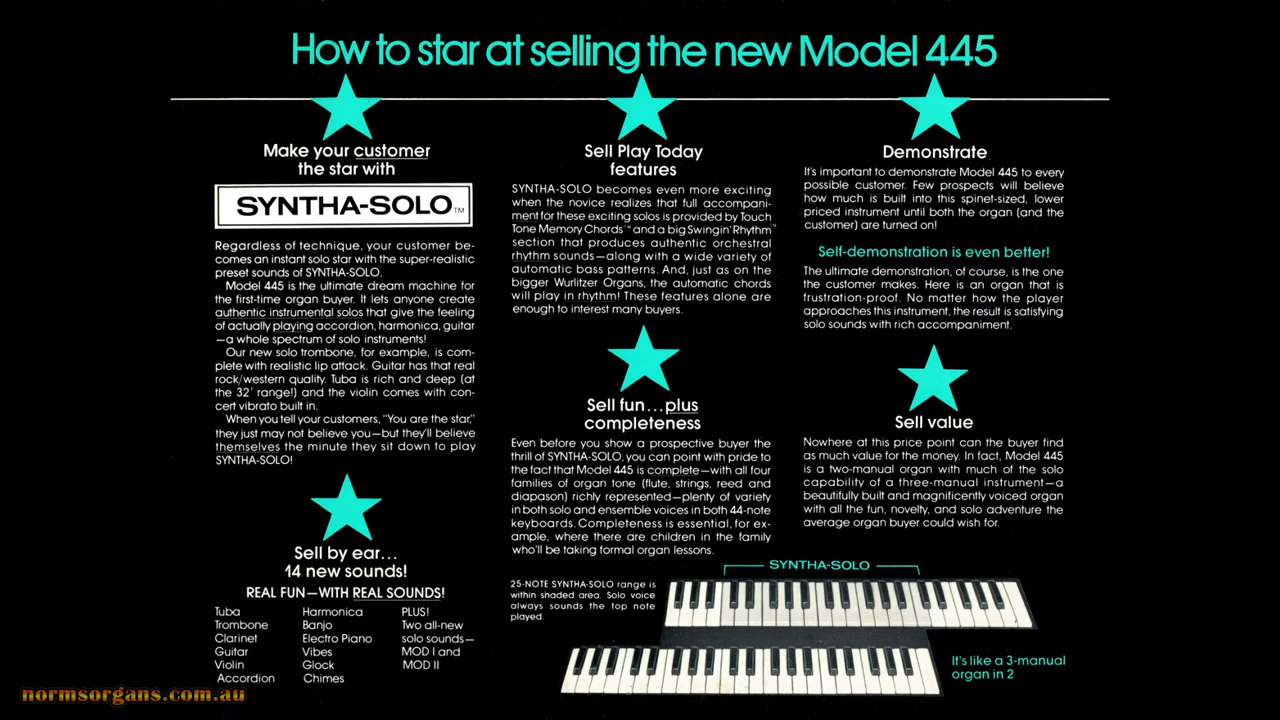 How to star at selling the new Model 445
Make your customer
the star with
SYNTHA-SOLO™
Regardless of technique, your customer be-
comes an instant solo star with the super-realistic
preset sounds of SYNTHA-SOLO.
Model 445 is the ultimate dream machine for
the first-time organ buyer. It lets anyone create
authentic instrumental solos that give the feeling
of actually playing accordion, harmonica, guitar
—a whole spectrum of solo instruments!
Our new solo trombone, for example, is com-
plete with realistic lip attack. Guitar has that real
rock/western quality. Tuba is rich and deep (at
the 32' range!) and the violin comes with con-
cert vibrato built in.
When you tell your customers, "You are the star,"
they just may not believe you—but they'll believe
themselves the minute they sit down to play
SYNTHA-SOLO!
Sell by ear...
14 new sounds!
REAL FUN—WITH REAL SOUNDS!
Tuba
Trombone
Clarinet
Guitar
Violin
Accordion
Harmonica
Banjo
Electro Piano
Vibes
Glock
Chimes
PLUS!
Two all-new
solo sounds—
MOD I and
MOD II
Sell Play Today
features
SYNTHA-SOLO becomes even more exciting
when the novice realizes that full accompani-
ment for these exciting solos is provided by Touch
Tone Memory Chords™ and a big Swingin' Rhythm™
section that produces authentic orchestral
rhythm sounds—along with a wide variety of
automatic bass patterns. And, just as on the
bigger Wurlitzer Organs, the automatic chords
will play in rhythm! These features alone are
enough to interest many buyers.
Sell fun...plus
completeness
Even before you show a prospective buyer the
thrill of SYNTHA-SOLO, you can point with pride to
the fact that Model 445 is complete—with all four
families of organ tone (flute, strings, reed and
diapason) richly represented—plenty of variety
in both solo and ensemble voices in both 44-note
keyboards. Completeness is essential, for ex-
ample, where there are children in the family
who'll be taking formal organ lessons.
Demonstrate
It's important to demonstrate Model 445 to every
possible customer. Few prospects will believe
how much is built into this spinet-sized, lower
priced instrument until both the organ (and the
customer) are turned on!
Self-demonstration is even better!
The ultimate demonstration, of course, is the one
the customer makes. Here is an organ that is
frustration-proof. No matter how the player
approaches this instrument, the result is satisfying
solo sounds with rich accompaniment.
Sell value
Nowhere at this price point can the buyer find
as much value for the money. In fact, Model 445
is a two-manual organ with much of the solo
capability of a three-manual instrument—a
beautifully built and magnificently voiced organ
with all the fun, novelty, and solo adventure the
average organ buyer could wish for.
25-NOTE SYNTHA-SOLO range is
within shaded area. Solo voice
always sounds the top note
played.
SYNTHA-SOLO
It's like a 3-manual
organ in 2
normsorgans.com.au